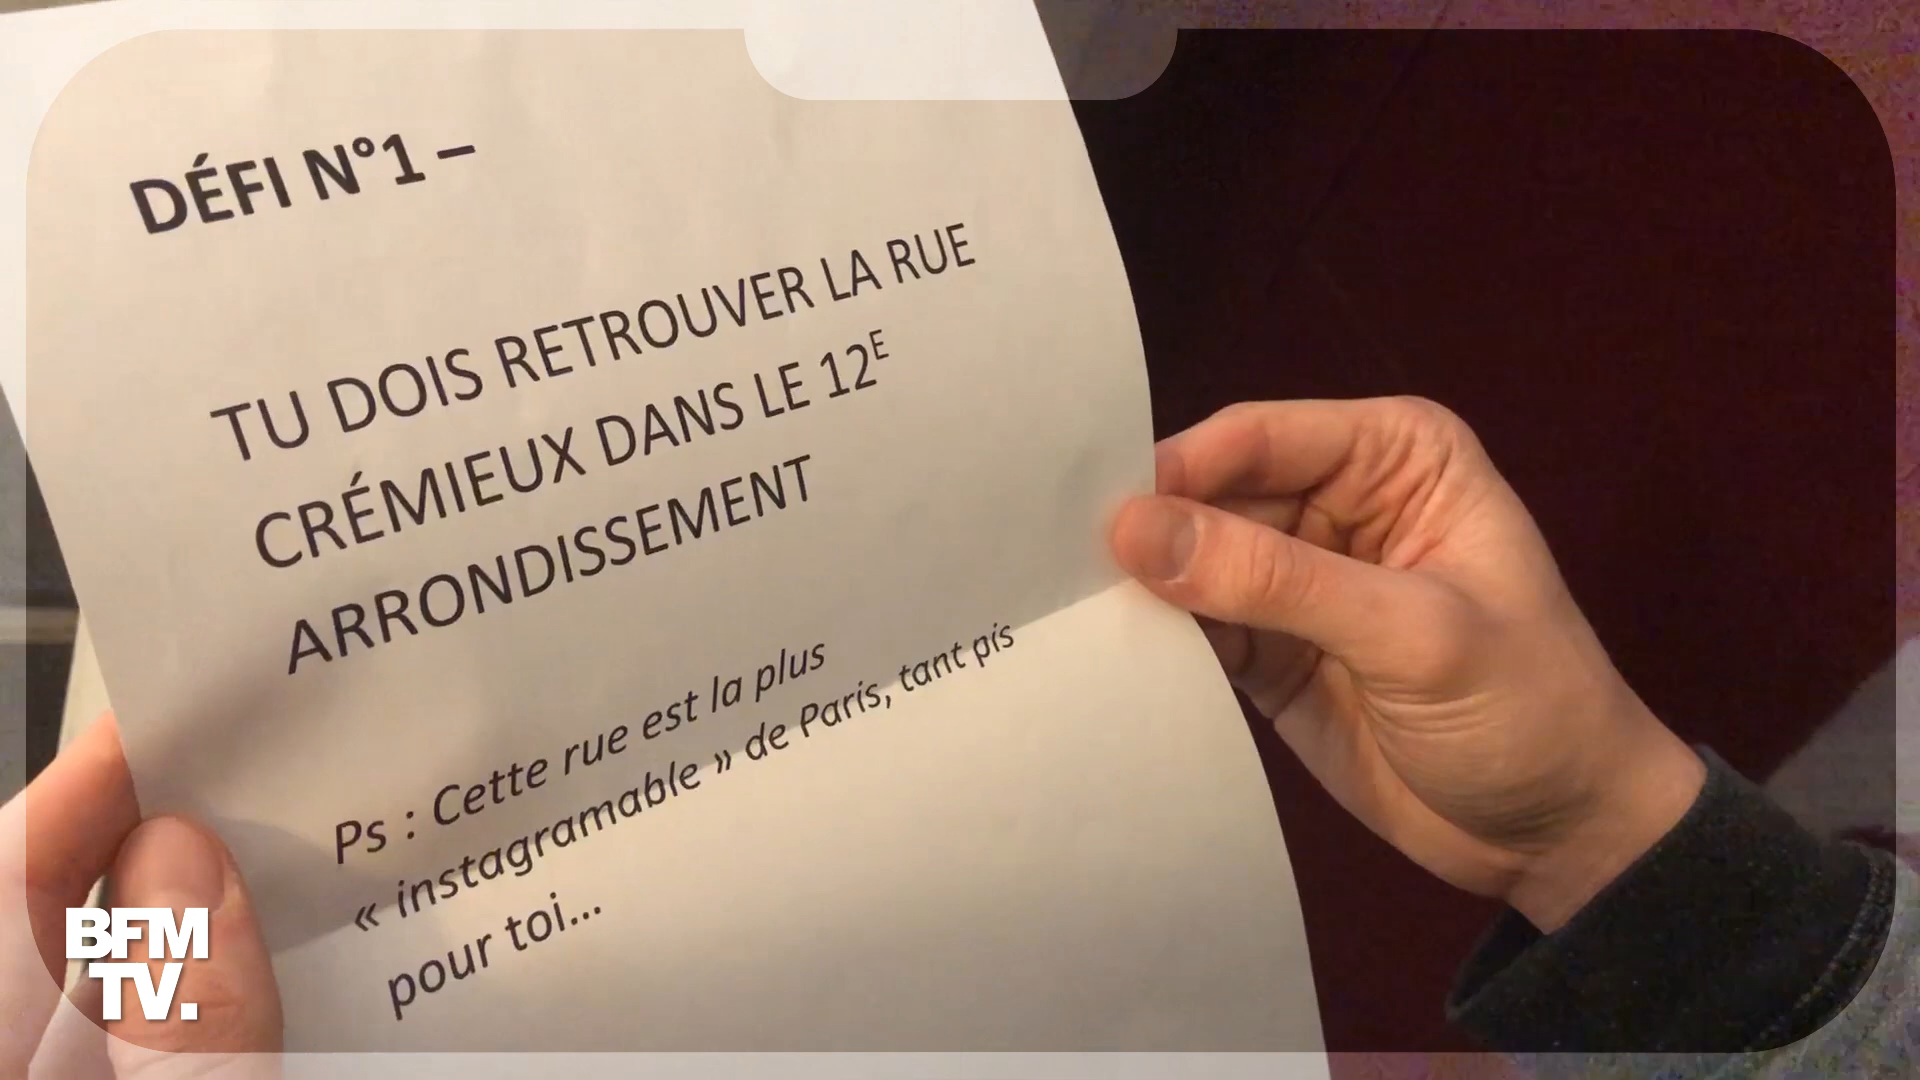 DÉFI N°1 –
TU DOIS RETROUVER LA RUE
CRÉMIEUX DANS LE 12E
ARRONDISSEMENT
Ps : Cette rue est la plus
« instagramable » de Paris, tant pis
pour toi...
BFM
TV.